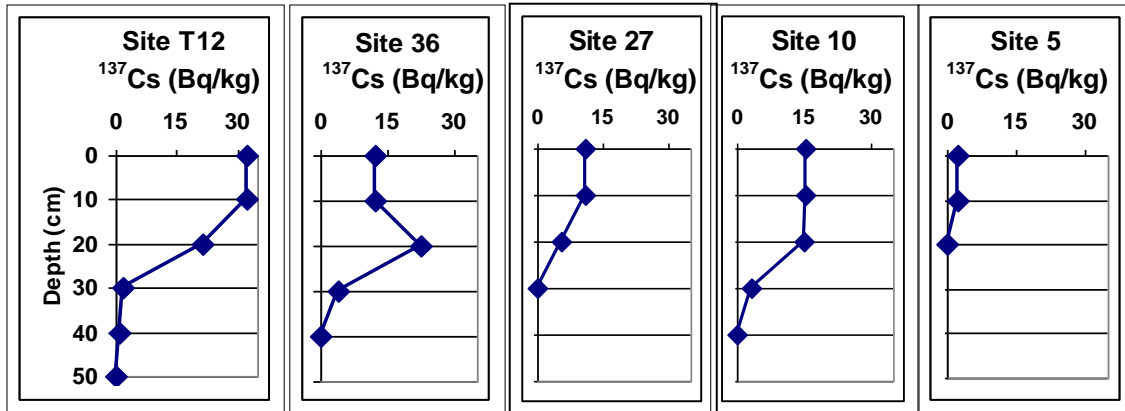 Site T12
¹³⁷Cs (Bq/kg)
0 15 30
0
10
20
30
40
50
Depth (cm)
Site 36
¹³⁷Cs (Bq/kg)
0 15 30
Site 27
¹³⁷Cs (Bq/kg)
0 15 30
Site 10
¹³⁷Cs (Bq/kg)
0 15 30
Site 5
¹³⁷Cs (Bq/kg)
0 15 30